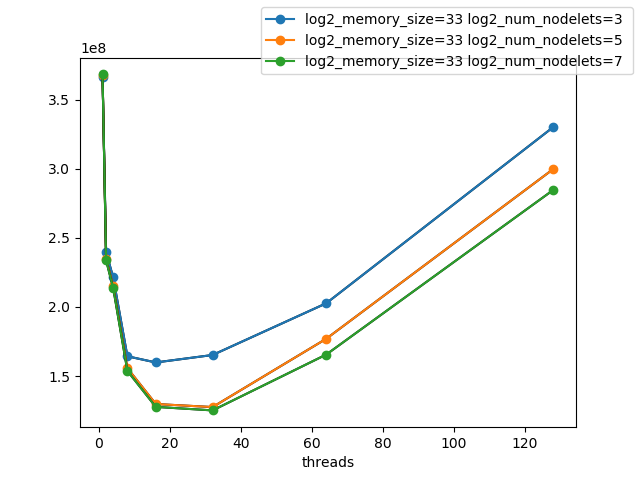 log2_memory_size=33 log2_num_nodelets=3
log2_memory_size=33 log2_num_nodelets=5
log2_memory_size=33 log2_num_nodelets=7
1e8
3.5
3.0
2.5
2.0
1.5
0 20 40 60 80 100 120
threads